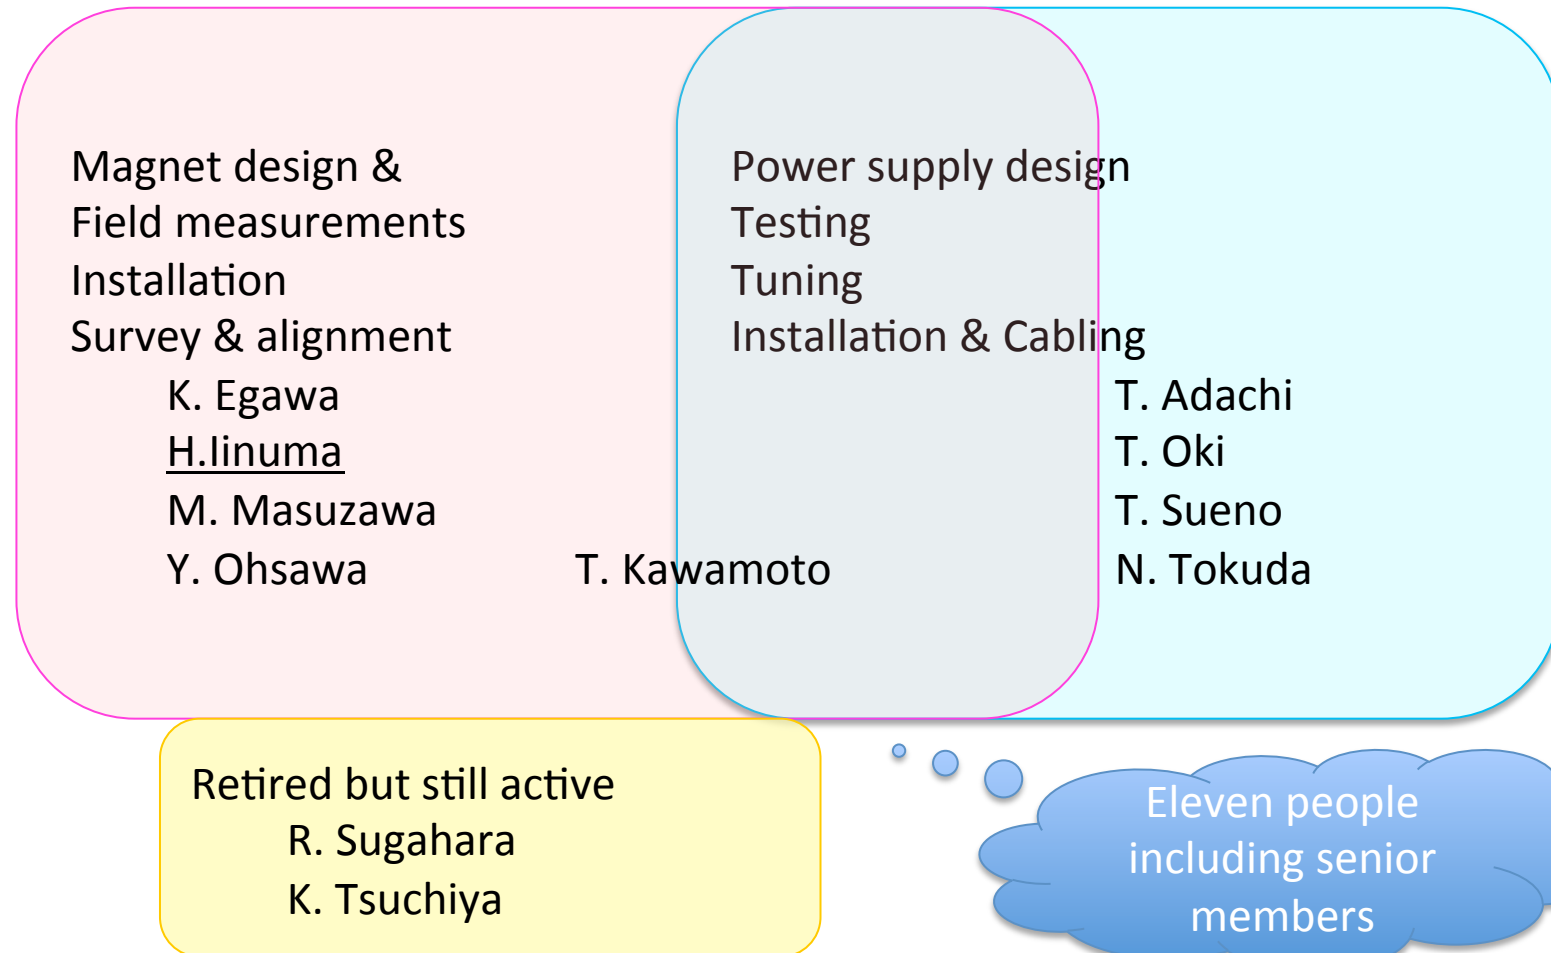 Magnet design &
Field measurements
Installation
Survey & alignment
K. Egawa
H.Iinuma
M. Masuzawa
Y. Ohsawa
T. Kawamoto
Power supply design
Testing
Tuning
Installation & Cabling
T. Adachi
T. Oki
T. Sueno
N. Tokuda
Retired but still active
R. Sugahara
K. Tsuchiya
Eleven people
including senior
members